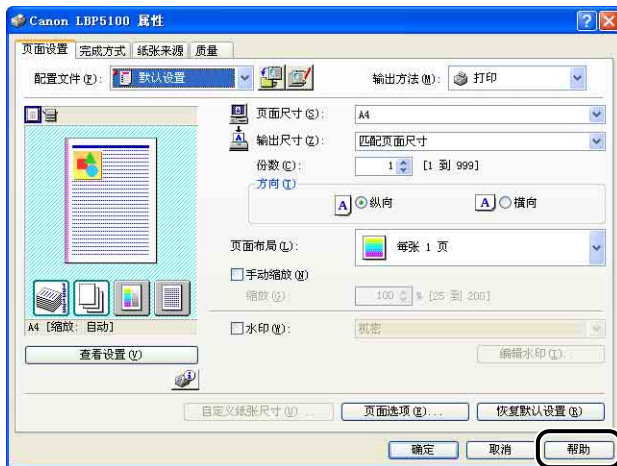 Canon LBP5100 属性
页面设置 完成方式 纸张来源 质量
配置文件(F): 默认设置 输出方法(M): 打印
页面尺寸(S): A4
输出尺寸(Z): 匹配页面尺寸
份数(C): 1 [1 到 999]
方向(T)
A 纵向 A 横向
页面布局(L): 每张 1 页
手动缩放(N)
缩放(G): 100 % [25 到 200]
A4 [缩放: 自动]
水印(W): 机密
查看设置(V) 编辑水印(I)...
自定义纸张尺寸(U)... 页面选项(E)... 恢复默认设置(R)
确定 取消 帮助